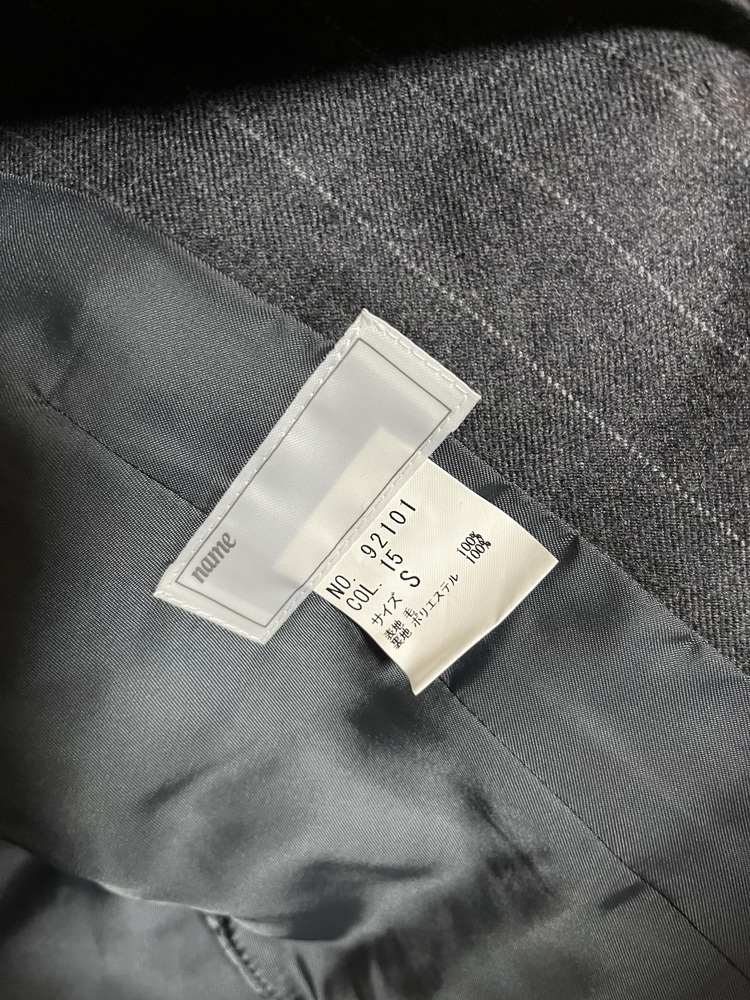 name
NO. 92101
COL. 15
サイズ S
表地 毛 100%
裏地 ポリエステル 100%